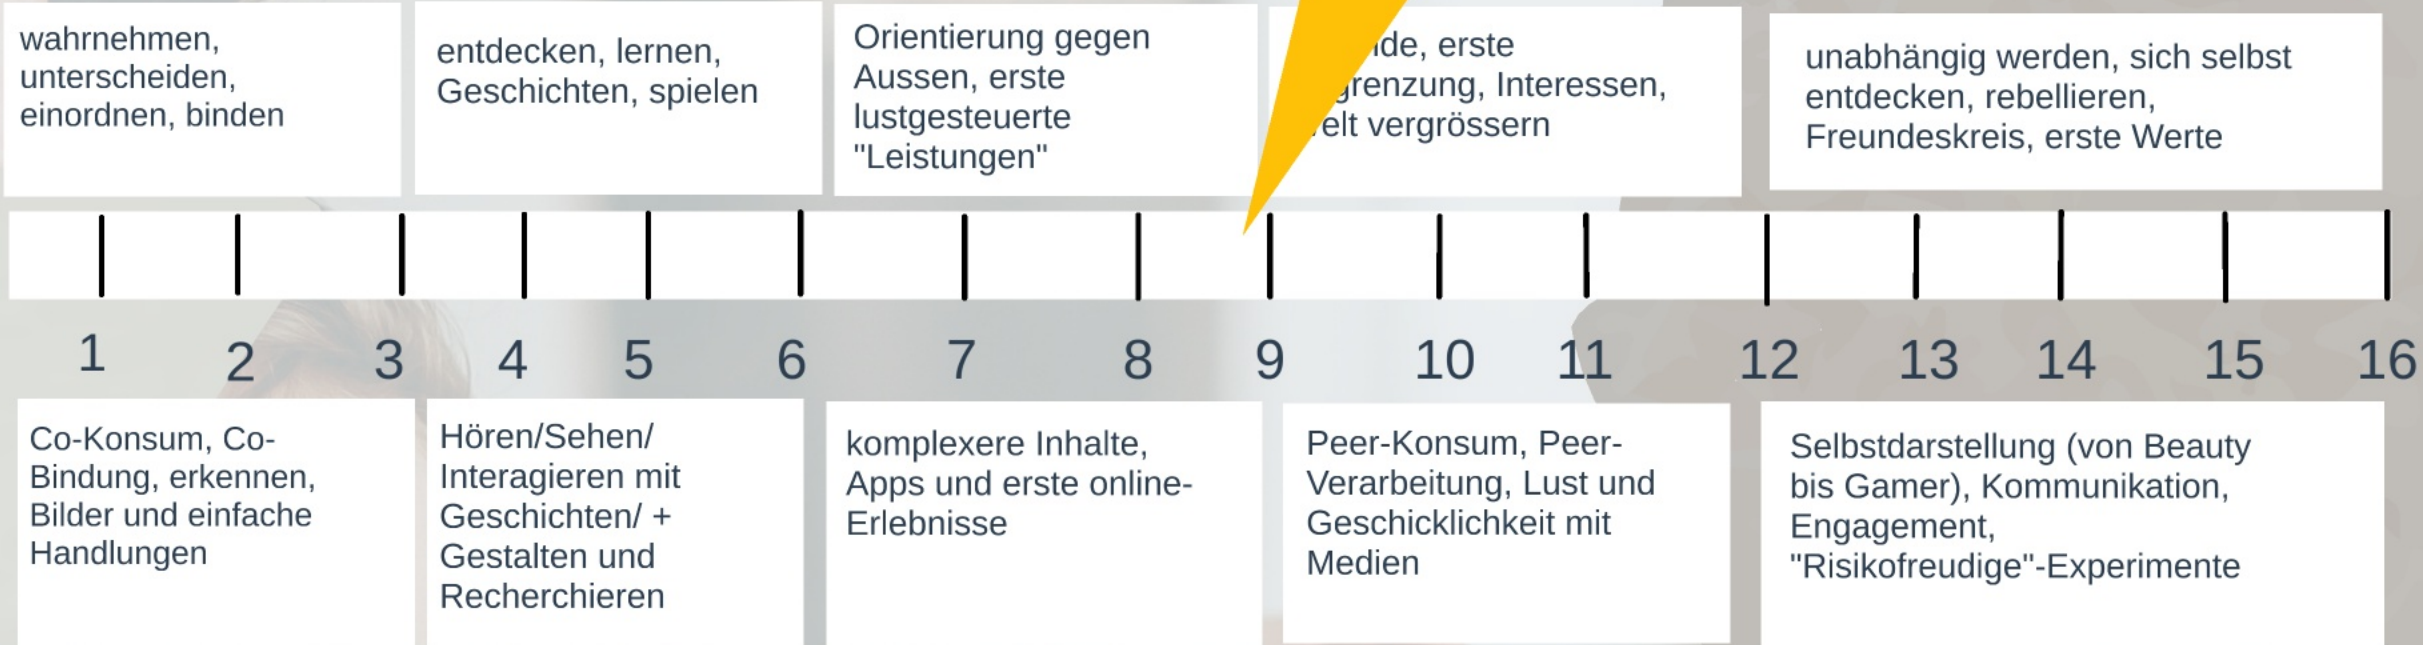 wahrnehmen,
unterscheiden,
einordnen, binden
entdecken, lernen,
Geschichten, spielen
Orientierung gegen
Aussen, erste
lustgesteuerte
"Leistungen"
erste
Interessen,
vergrössern
unabhängig werden, sich selbst
entdecken, rebellieren,
Freundeskreis, erste Werte
1 2 3 4 5 6 7 8 9 10 11 12 13 14 15 16
Co-Konsum, Co-
Bindung, erkennen,
Bilder und einfache
Handlungen
Hören/Sehen/
Interagieren mit
Geschichten/ +
Gestalten und
Recherchieren
komplexere Inhalte,
Apps und erste online-
Erlebnisse
Peer-Konsum, Peer-
Verarbeitung, Lust und
Geschicklichkeit mit
Medien
Selbstdarstellung (von Beauty
bis Gamer), Kommunikation,
Engagement,
"Risikofreudige"-Experimente